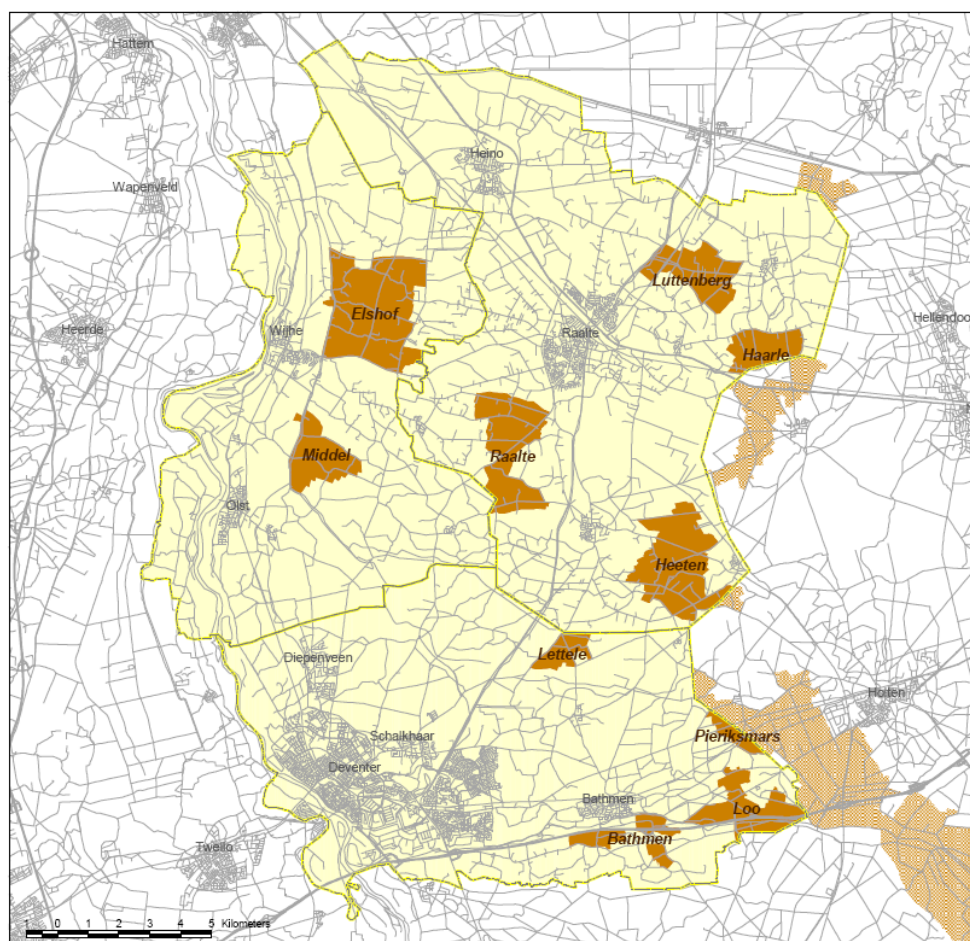 Hattem
Heino
Wapenveld
Luttenberg
Elshof
Hellendoo
Heerde
Wijhe
Raalte
Haarle
Middel
Raalte
Olst
Heeten
Lettele
Diepenveen
Holten
Pieriksmars
Schalkhaar
Deventer
Bathmen
Loo
Bathmen
Twello
1 0 1 2 3 4 5 Kilometers